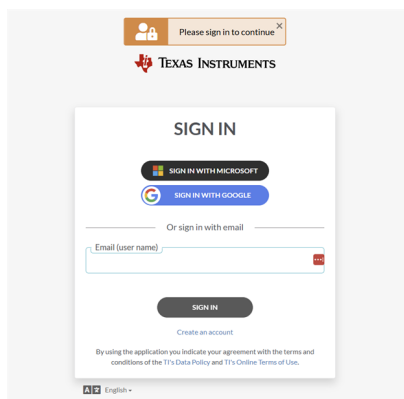 Please sign in to continue
TEXAS INSTRUMENTS
SIGN IN
SIGN IN WITH MICROSOFT
SIGN IN WITH GOOGLE
Or sign in with email
Email (user name)
SIGN IN
Create an account
By using the application you indicate your agreement with the terms and
conditions of the TI's Data Policy and TI's Online Terms of Use.
English